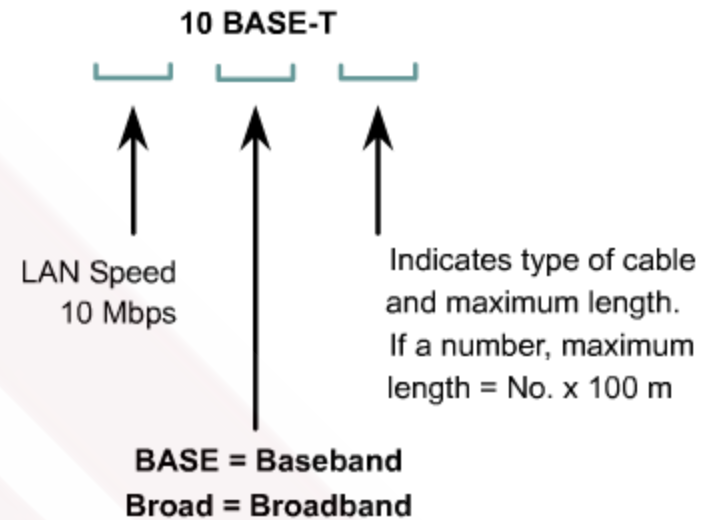 10 BASE-T
LAN Speed
10 Mbps
Indicates type of cable
and maximum length.
If a number, maximum
length = No. x 100 m
BASE = Baseband
Broad = Broadband